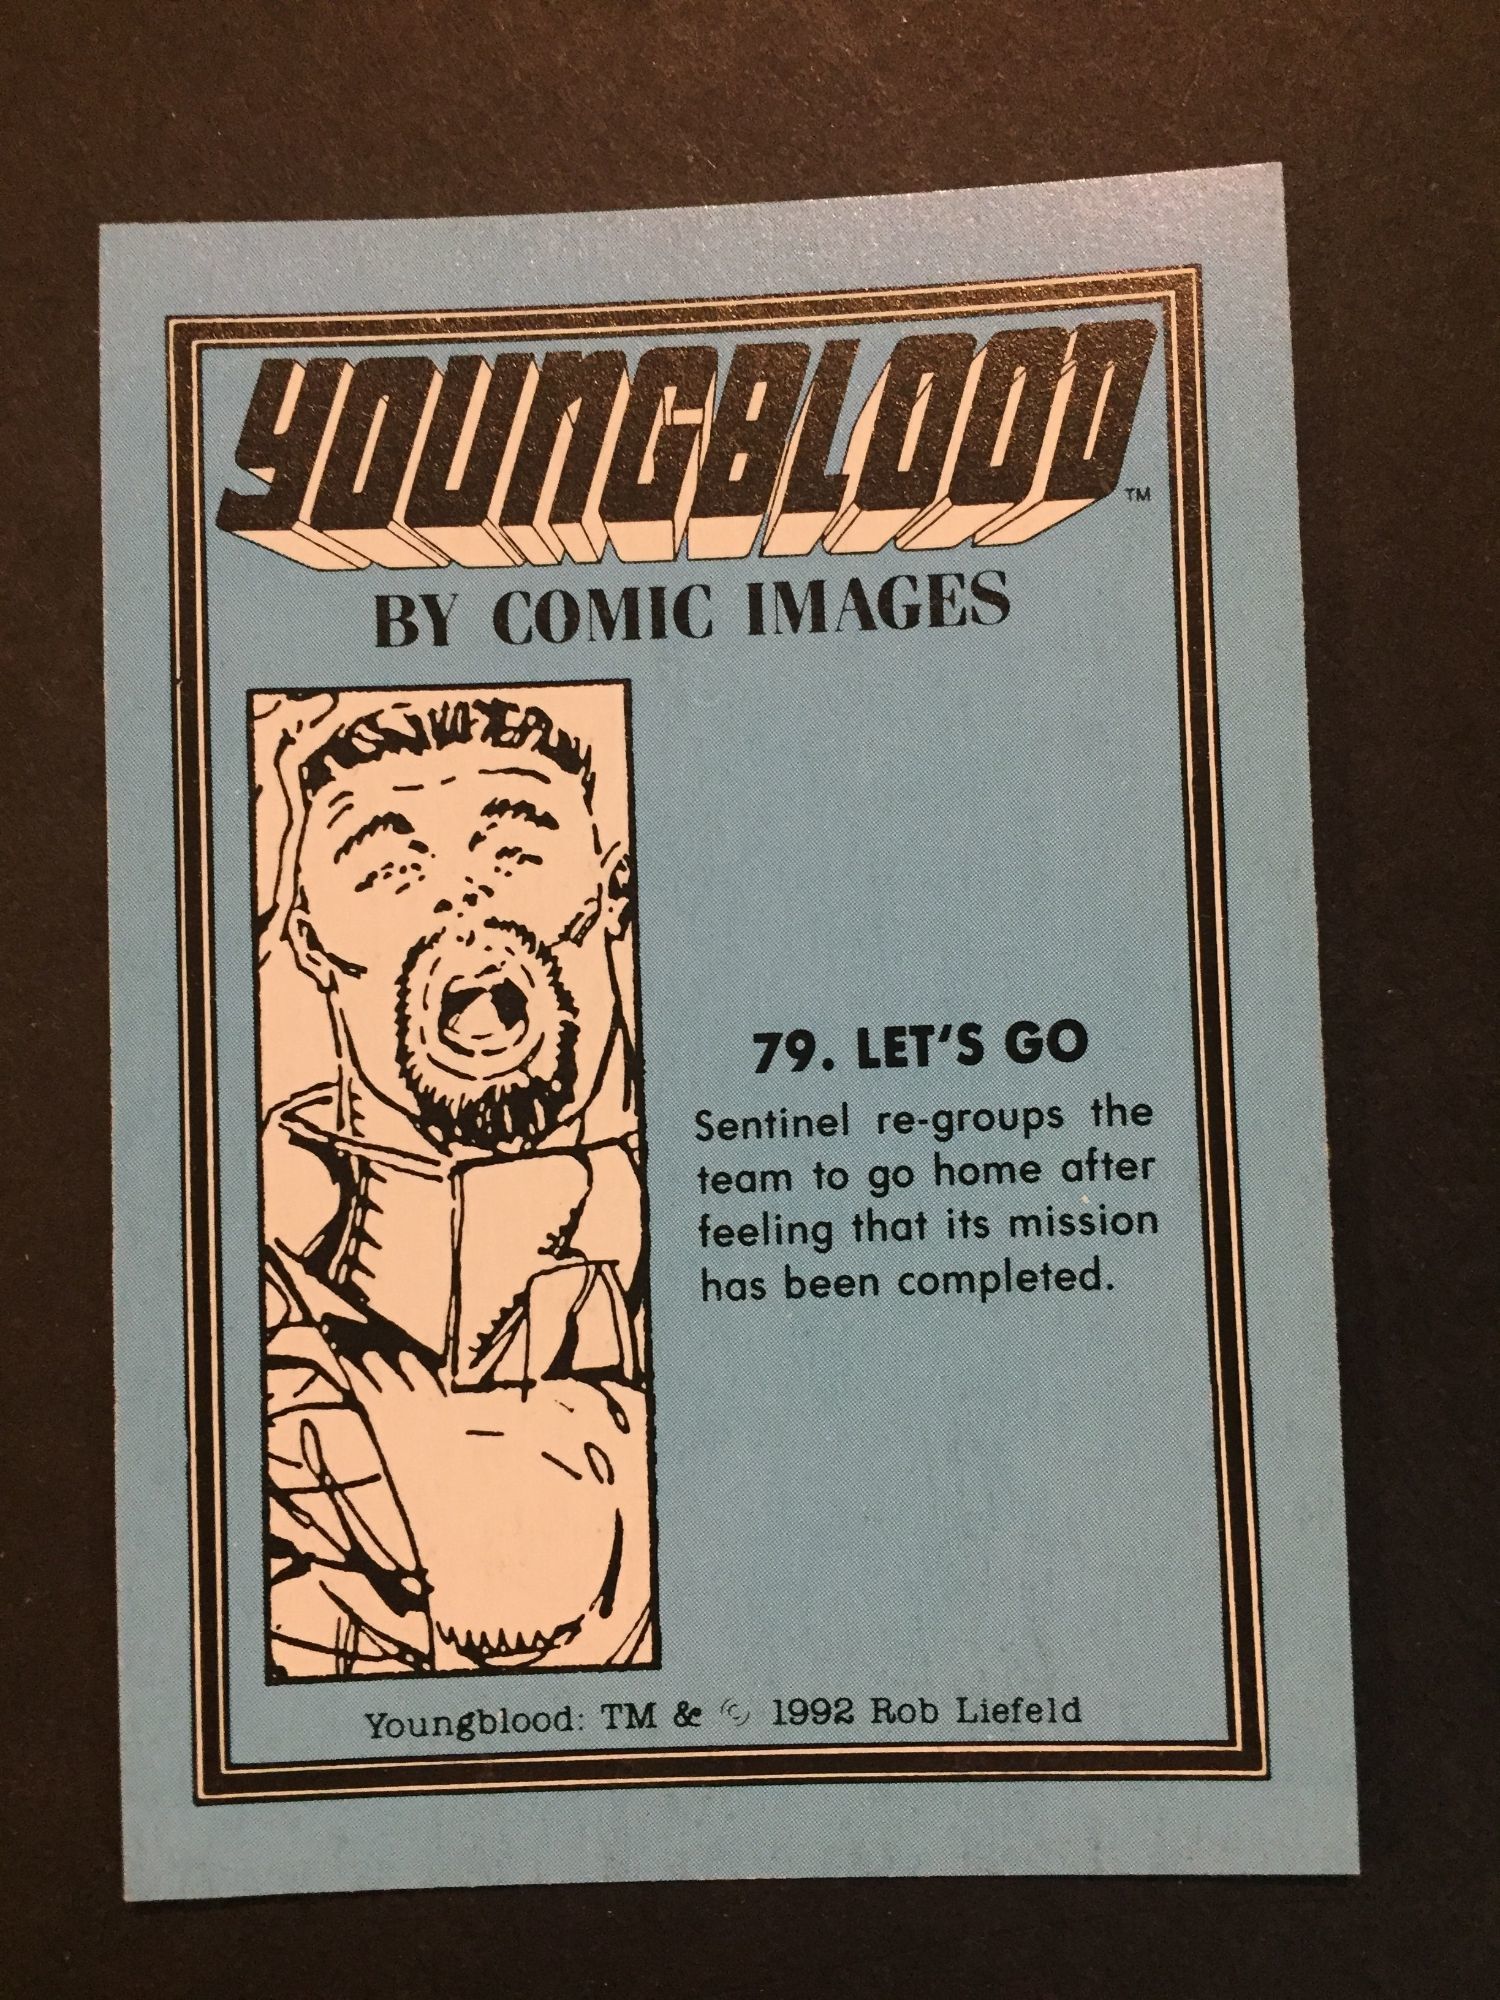 YOUNGBLOOD™
BY COMIC IMAGES
79. LET'S GO
Sentinel re-groups the
team to go home after
feeling that its mission
has been completed.
Youngblood: TM & © 1992 Rob Liefeld